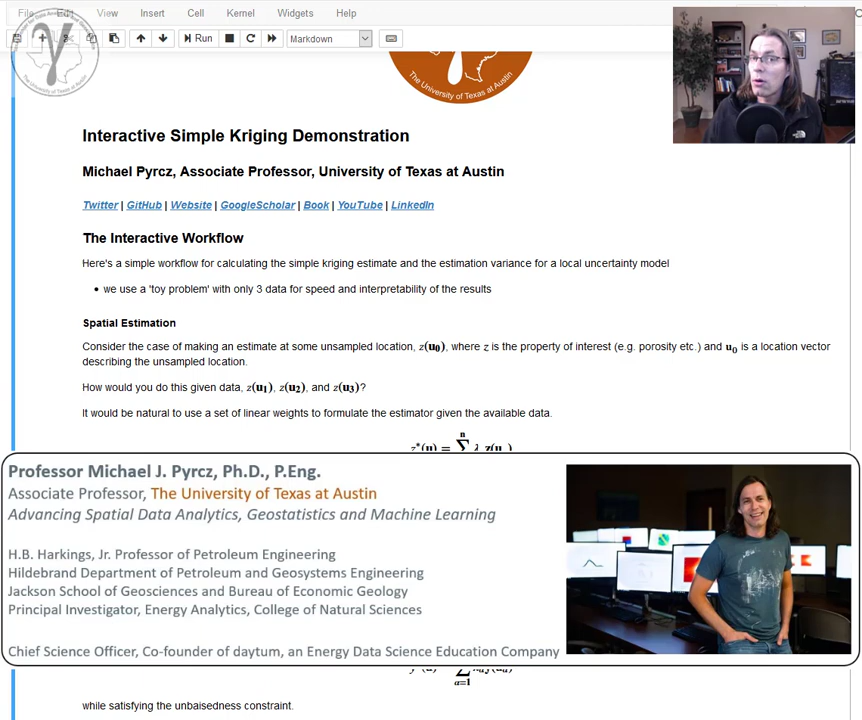 File Edit View Insert Cell Kernel Widgets Help
Run Markdown
The University of Texas at Austin
The University of Texas at Austin
Interactive Simple Kriging Demonstration
Michael Pyrcz, Associate Professor, University of Texas at Austin
Twitter | GitHub | Website | GoogleScholar | Book | YouTube | LinkedIn
The Interactive Workflow
Here's a simple workflow for calculating the simple kriging estimate and the estimation variance for a local uncertainty model
• we use a 'toy problem' with only 3 data for speed and interpretability of the results
Spatial Estimation
Consider the case of making an estimate at some unsampled location, z(u₀), where z is the property of interest (e.g. porosity etc.) and u₀ is a location vector
describing the unsampled location.
How would you do this given data, z(u₁), z(u₂), and z(u₃)?
It would be natural to use a set of linear weights to formulate the estimator given the available data.
n
z*(u) = ∑ λ z(u )
Professor Michael J. Pyrcz, Ph.D., P.Eng.
Associate Professor, The University of Texas at Austin
Advancing Spatial Data Analytics, Geostatistics and Machine Learning
H.B. Harkings, Jr. Professor of Petroleum Engineering
Hildebrand Department of Petroleum and Geosystems Engineering
Jackson School of Geosciences and Bureau of Economic Geology
Principal Investigator, Energy Analytics, College of Natural Sciences
Chief Science Officer, Co-founder of daytum, an Energy Data Science Education Company
α=1
while satisfying the unbaisedness constraint.